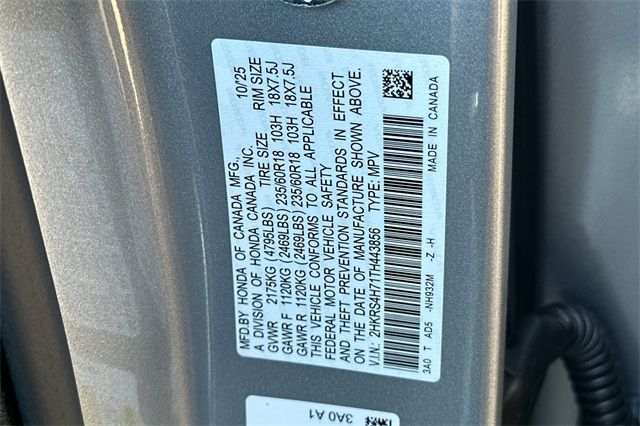 MFD.BY HONDA OF CANADA MFG., 10/25
A DIVISION OF HONDA CANADA INC.
GVWR 2175KG (4795LBS) TIRE SIZE RIM SIZE
GAWR F 1120KG (2469LBS) 235/60R18 103H 18X7.5J
GAWR R 1120KG (2469LBS) 235/60R18 103H 18X7.5J
THIS VEHICLE CONFORMS TO ALL APPLICABLE
FEDERAL MOTOR VEHICLE SAFETY
AND THEFT PREVENTION STANDARDS IN EFFECT
ON THE DATE OF MANUFACTURE SHOWN ABOVE.
V.I.N: 2HKRS4H71TH443856 TYPE: MPV
3A0 T AD5 -NH932M -Z -H MADE IN CANADA
3A0 A1